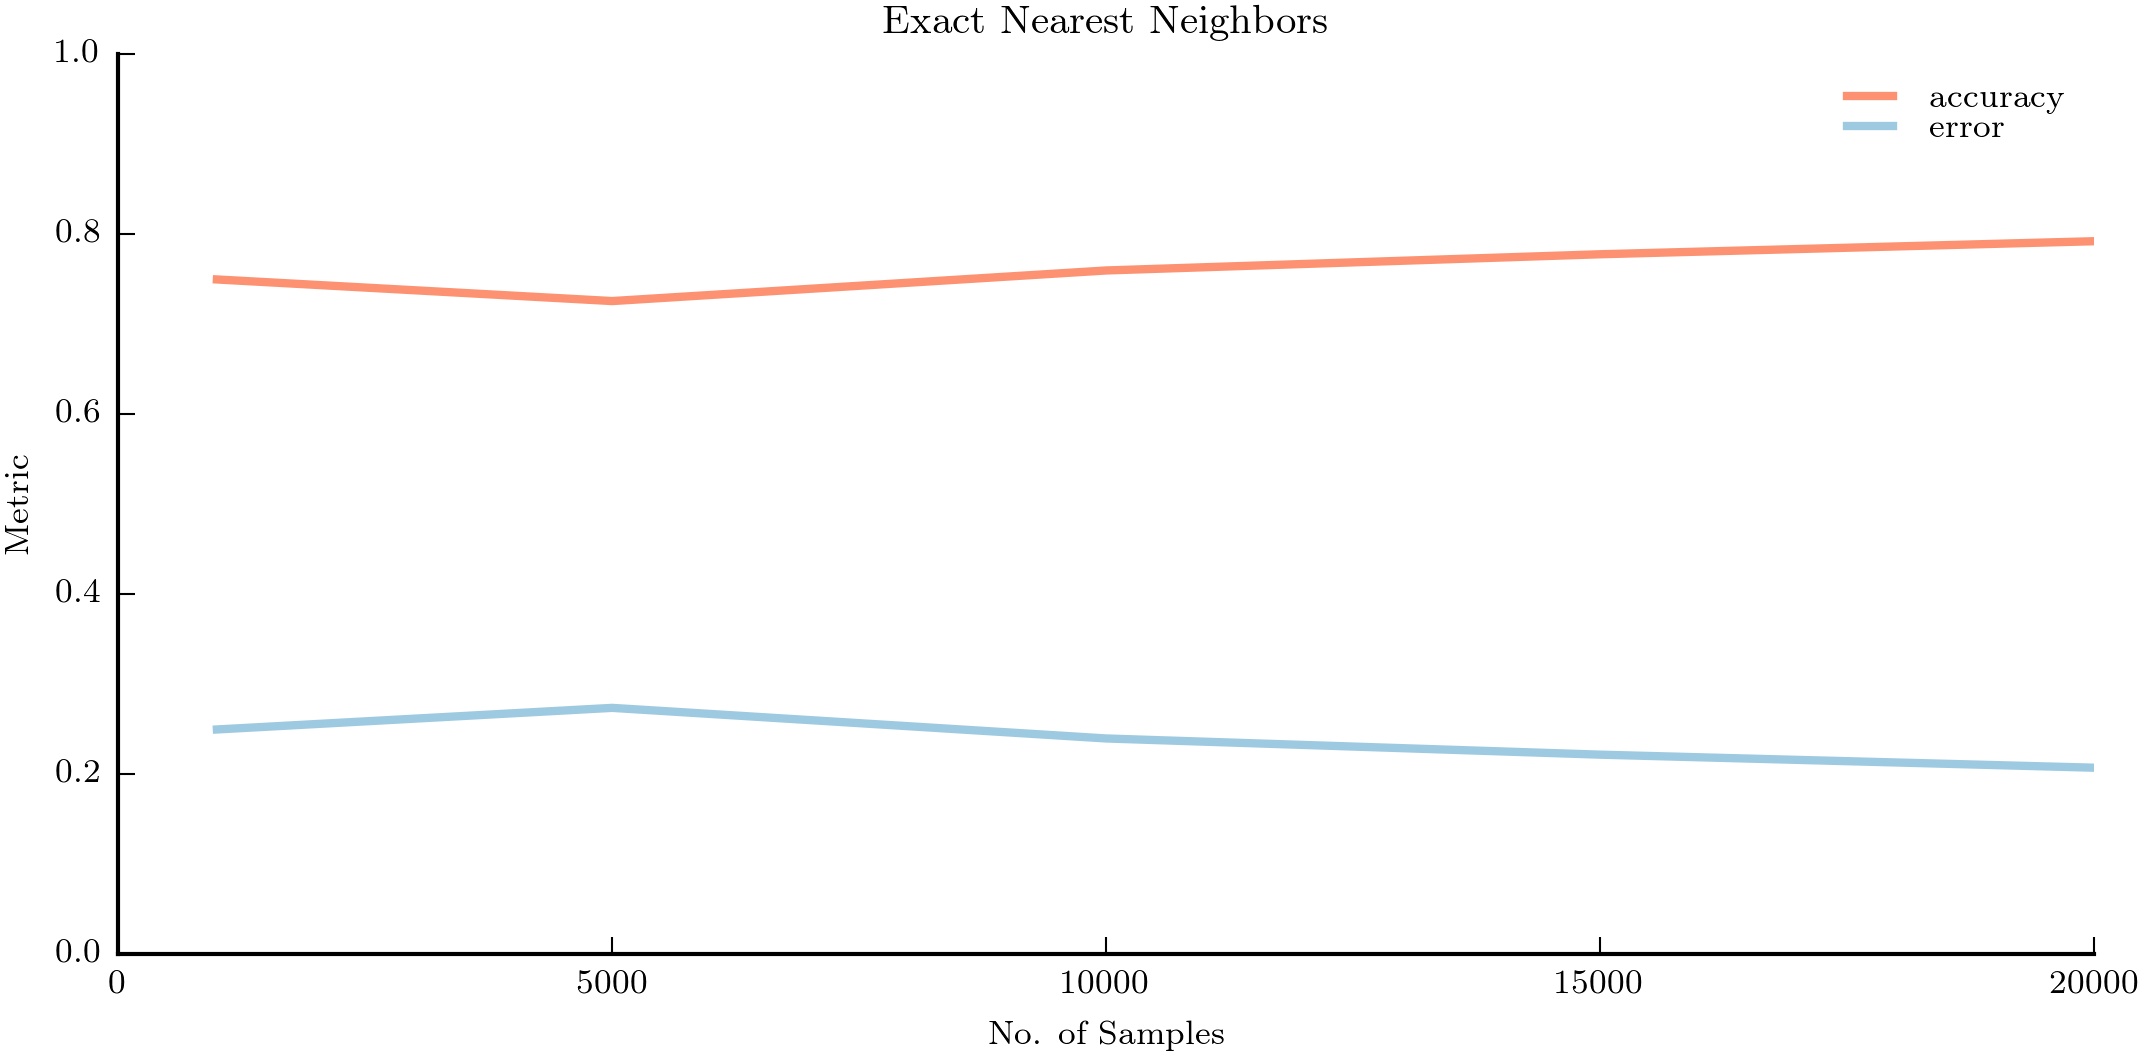 Exact Nearest Neighbors
1.0
accuracy
error
0.8
0.6
Metric
0.4
0.2
0.0
0 5000 10000 15000 20000
No. of Samples